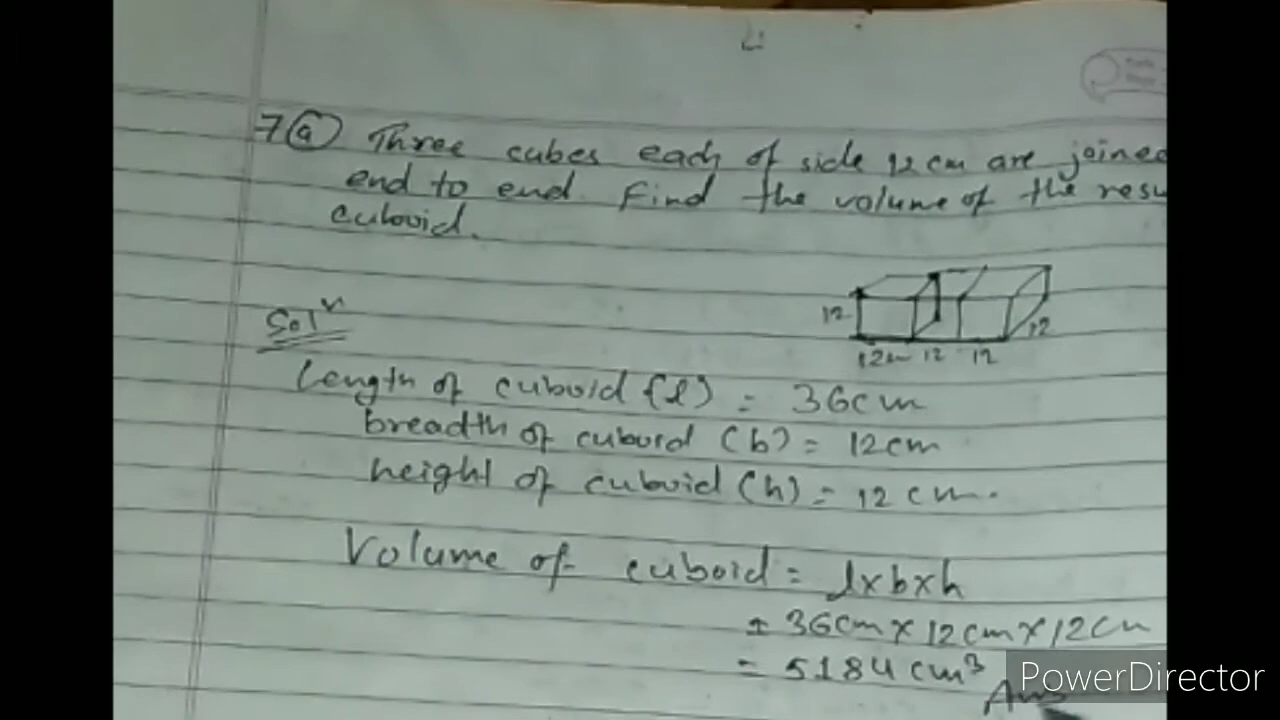 7(a) Three cubes each of side 12 cm are joined
end to end. Find the volume of the resu
cuboid.
Solⁿ
12
12
12cm 12 12
Length of cuboid (l) = 36cm
breadth of cuboid (b) = 12cm
height of cuboid (h) = 12 cm.
Volume of cuboid = l×b×h
= 36cm × 12cm × 12cm
= 5184 cm³
Ans
PowerDirector